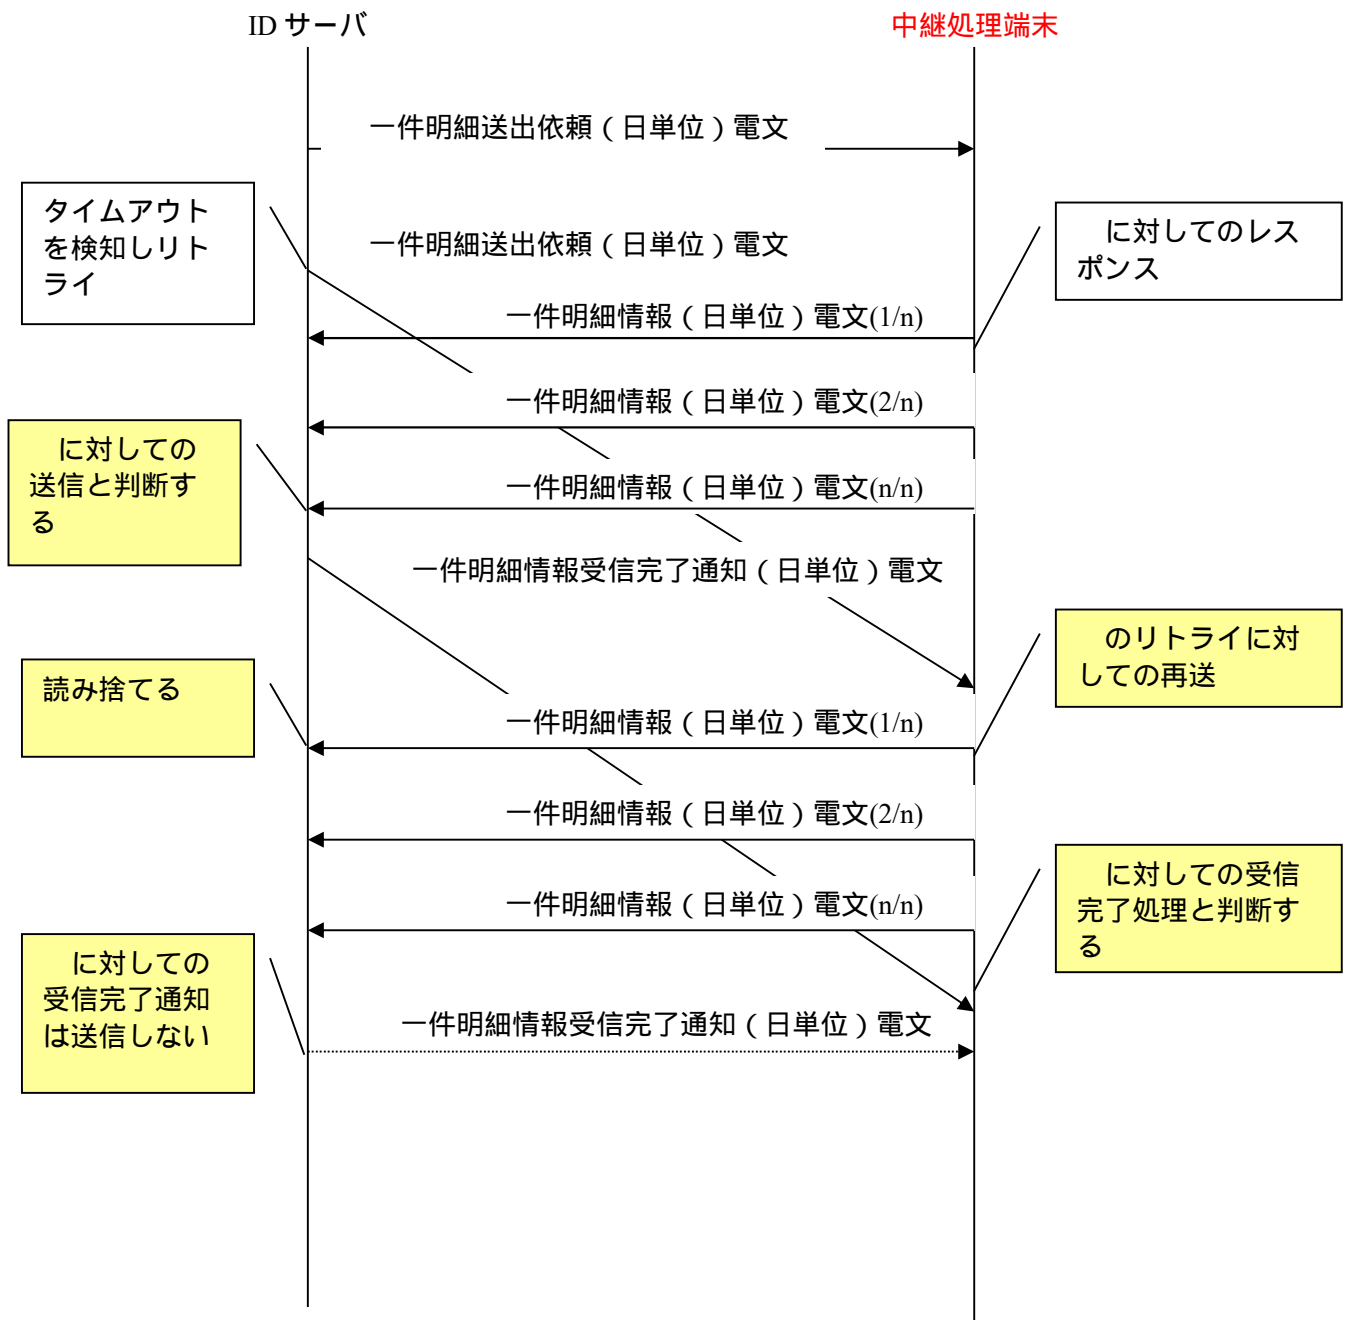 ID サーバ
中継処理端末
一件明細送出依頼（日単位）電文
タイムアウト
を検知しリト
ライ
一件明細送出依頼（日単位）電文
に対してのレス
ポンス
一件明細情報（日単位）電文(1/n)
一件明細情報（日単位）電文(2/n)
に対しての
送信と判断す
る
一件明細情報（日単位）電文(n/n)
一件明細情報受信完了通知（日単位）電文
のリトライに対
しての再送
読み捨てる
一件明細情報（日単位）電文(1/n)
一件明細情報（日単位）電文(2/n)
に対しての受信
完了処理と判断す
る
一件明細情報（日単位）電文(n/n)
に対しての
受信完了通知
は送信しない
一件明細情報受信完了通知（日単位）電文